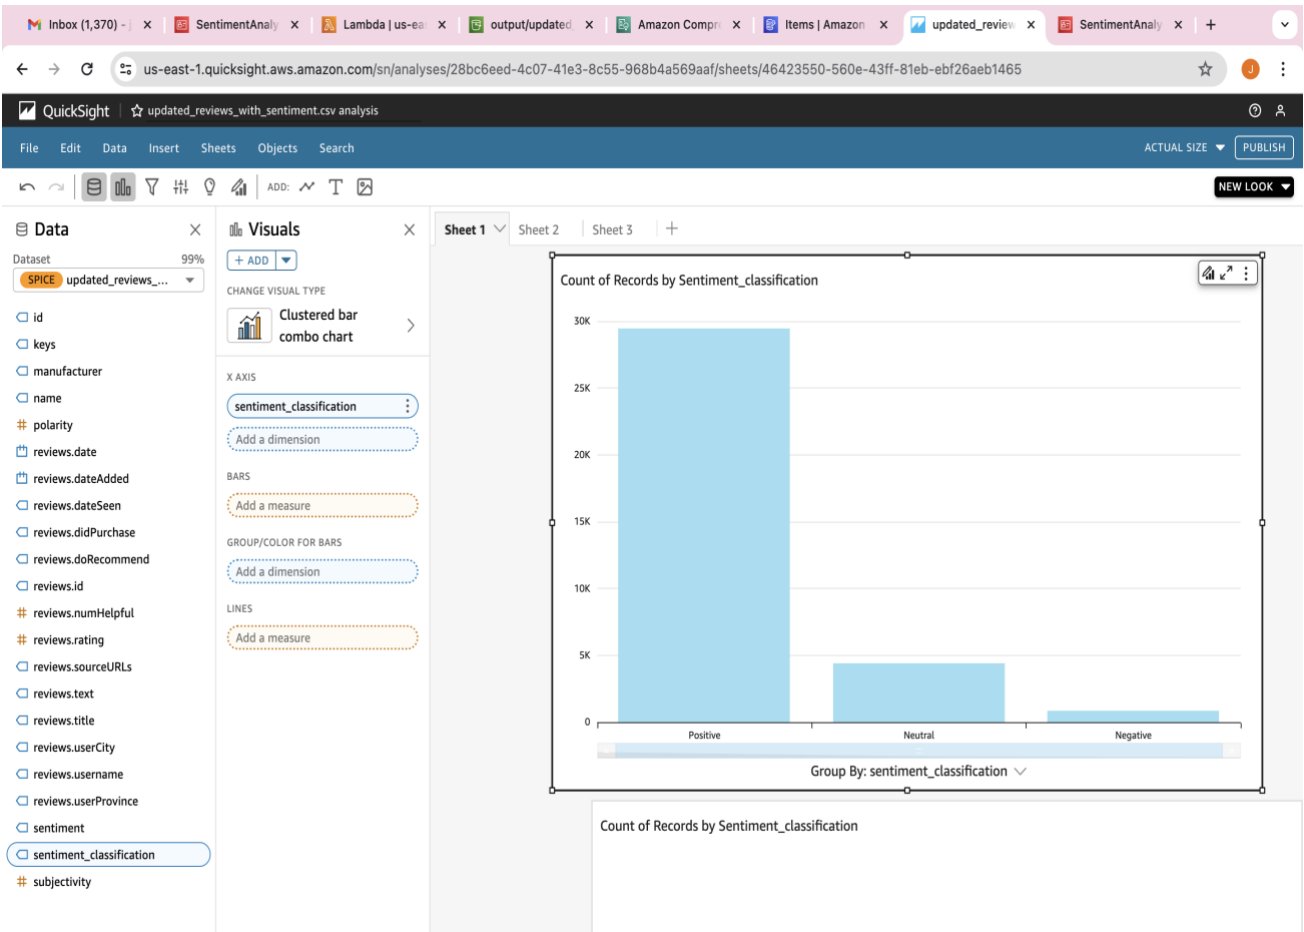 Inbox (1,370) -
SentimentAnaly
Lambda | us-ea
output/updated
Amazon Compr
Items | Amazon
updated_review
SentimentAnaly
us-east-1.quicksight.aws.amazon.com/sn/analyses/28bc6eed-4c07-41e3-8c55-968b4a569aaf/sheets/46423550-560e-43ff-81eb-ebf26aeb1465
J
QuickSight
updated_reviews_with_sentiment.csv analysis
File Edit Data Insert Sheets Objects Search
ACTUAL SIZE
PUBLISH
ADD:
NEW LOOK
Data
Dataset 99%
SPICE updated_reviews_...
id
keys
manufacturer
name
polarity
reviews.date
reviews.dateAdded
reviews.dateSeen
reviews.didPurchase
reviews.doRecommend
reviews.id
reviews.numHelpful
reviews.rating
reviews.sourceURLs
reviews.text
reviews.title
reviews.userCity
reviews.username
reviews.userProvince
sentiment
sentiment_classification
subjectivity
Visuals
+ ADD
CHANGE VISUAL TYPE
Clustered bar
combo chart
X AXIS
sentiment_classification
Add a dimension
BARS
Add a measure
GROUP/COLOR FOR BARS
Add a dimension
LINES
Add a measure
Sheet 1 Sheet 2 Sheet 3
Count of Records by Sentiment_classification
30K
25K
20K
15K
10K
5K
0
Positive Neutral Negative
Group By: sentiment_classification
Count of Records by Sentiment_classification